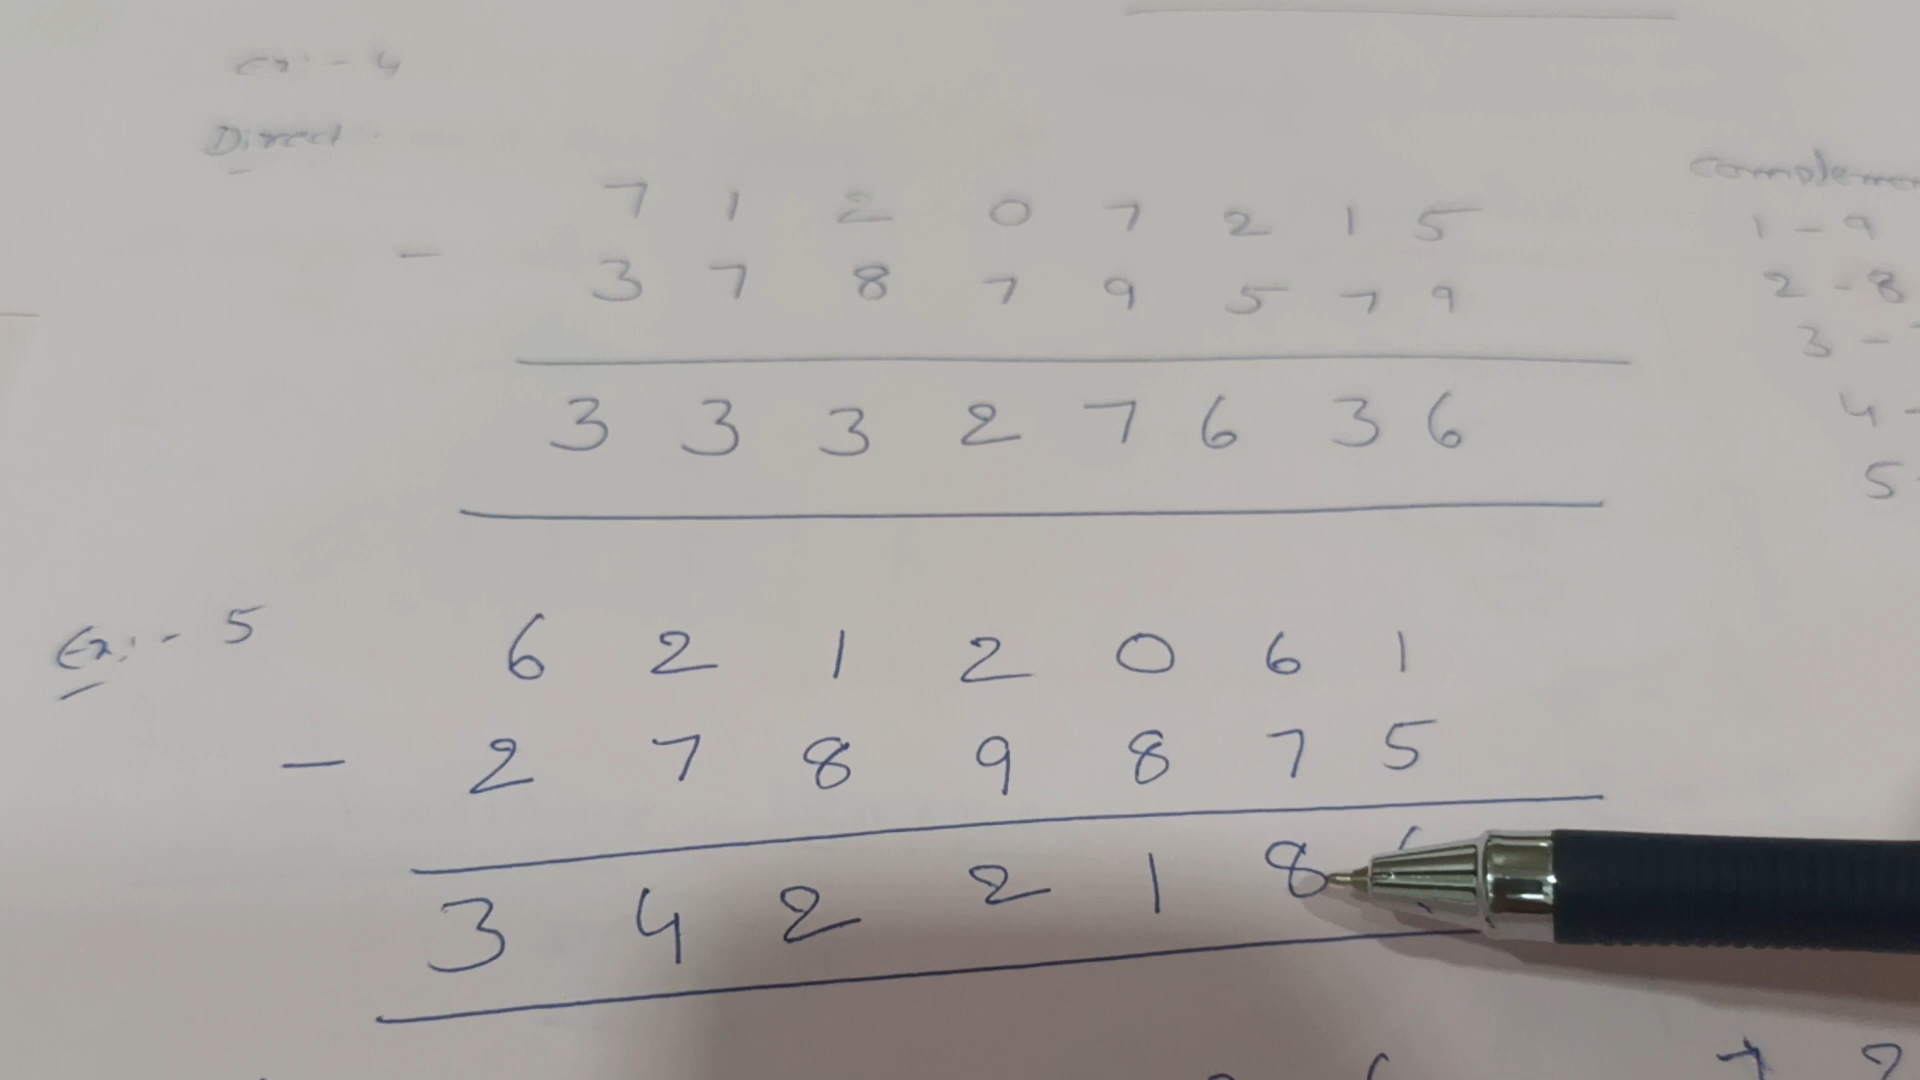 Ex:- 4
Direct.
7 1 2 0 7 2 1 5
- 3 7 8 7 9 5 7 9
3 3 3 2 7 6 3 6
1 - 9
2 - 8
3 -
4 -
5
Ex:- 5
6 2 1 2 0 6 1
- 2 7 8 9 8 7 5
3 4 2 2 1 8